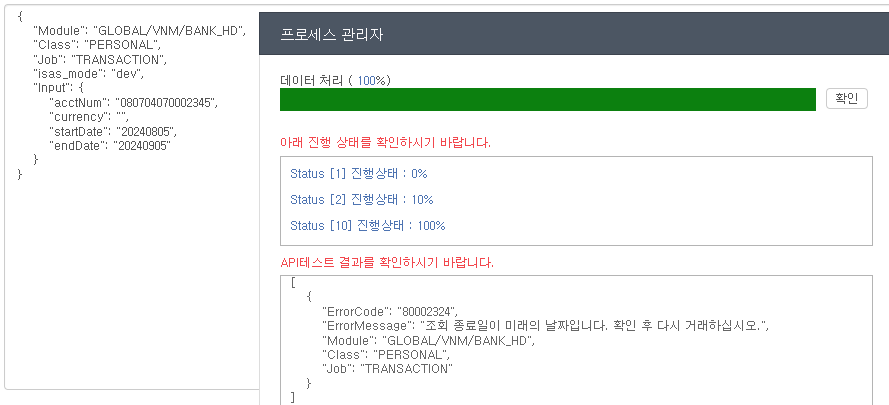 {
"Module": "GLOBAL/VNM/BANK_HD",
"Class": "PERSONAL",
"Job": "TRANSACTION",
"isas_mode": "dev",
"Input": {
"acctNum": "080704070002345",
"currency": "",
"startDate": "20240805",
"endDate": "20240905"
}
}
프로세스 관리자
데이터 처리 ( 100%)
확인
아래 진행 상태를 확인하시기 바랍니다.
Status [1] 진행상태 : 0%
Status [2] 진행상태 : 10%
Status [10] 진행상태 : 100%
API테스트 결과를 확인하시기 바랍니다.
[
{
"ErrorCode": "80002324",
"ErrorMessage": "조회 종료일이 미래의 날짜입니다. 확인 후 다시 거래하십시오.",
"Module": "GLOBAL/VNM/BANK_HD",
"Class": "PERSONAL",
"Job": "TRANSACTION"
}
]